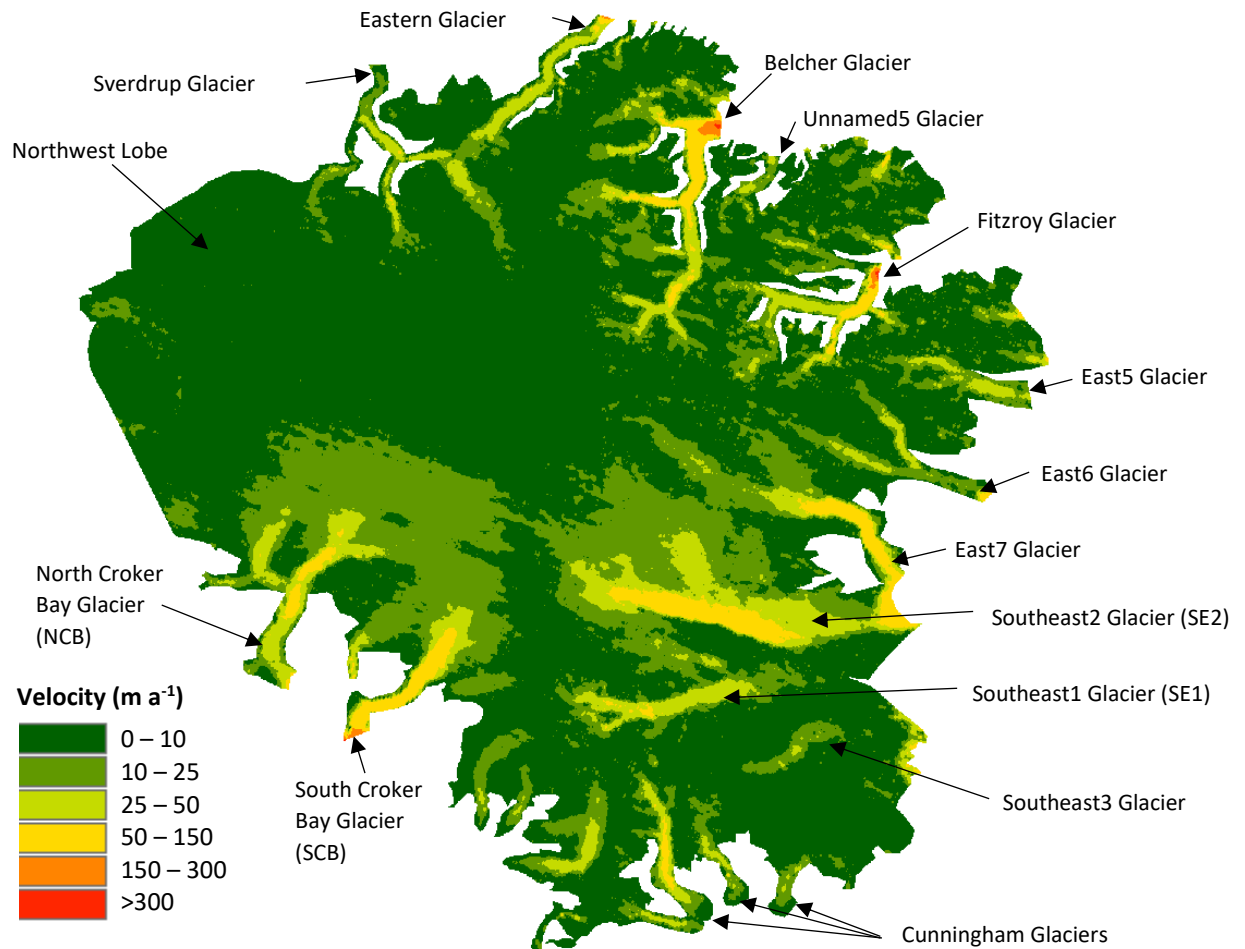 Eastern Glacier
Sverdrup Glacier
Belcher Glacier
Unnamed5 Glacier
Northwest Lobe
Fitzroy Glacier
East5 Glacier
East6 Glacier
East7 Glacier
North Croker
Bay Glacier
(NCB)
Southeast2 Glacier (SE2)
Southeast1 Glacier (SE1)
Velocity (m a⁻¹)
0 – 10
10 – 25
25 – 50
50 – 150
150 – 300
>300
South Croker
Bay Glacier
(SCB)
Southeast3 Glacier
Cunningham Glaciers